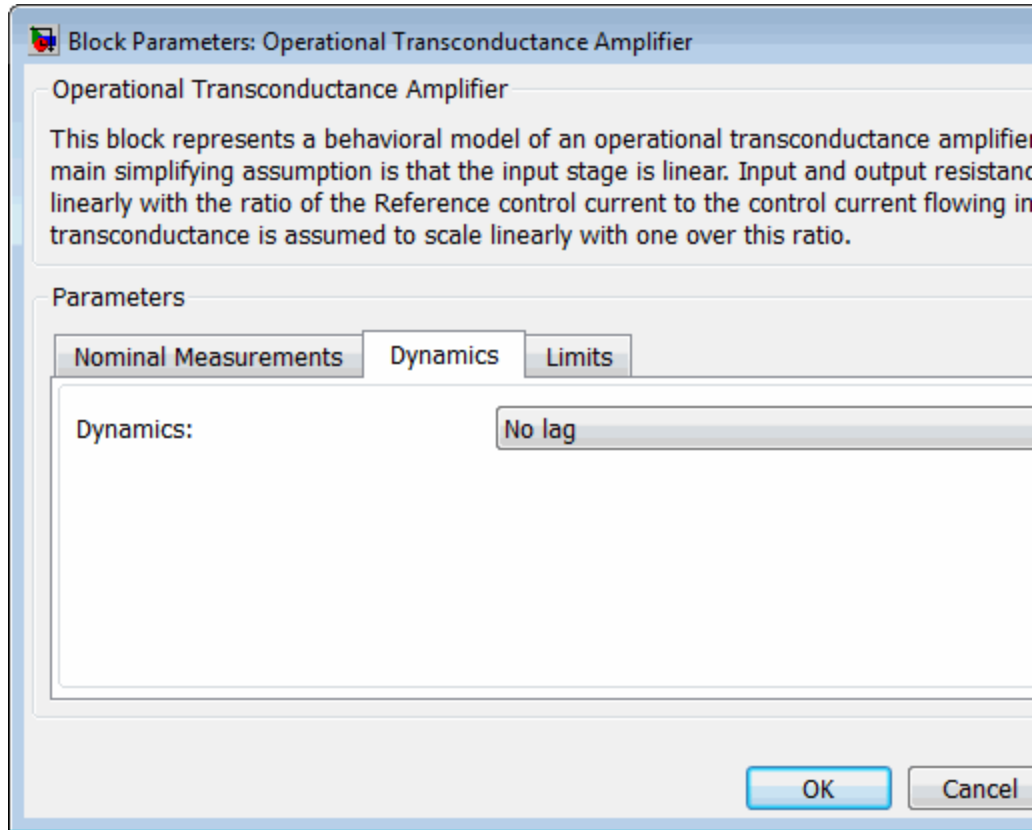 Block Parameters: Operational Transconductance Amplifier
Operational Transconductance Amplifier
This block represents a behavioral model of an operational transconductance amplifier
main simplifying assumption is that the input stage is linear. Input and output resistanc
linearly with the ratio of the Reference control current to the control current flowing in
transconductance is assumed to scale linearly with one over this ratio.
Parameters
Nominal Measurements Dynamics Limits
Dynamics: No lag
OK Cancel